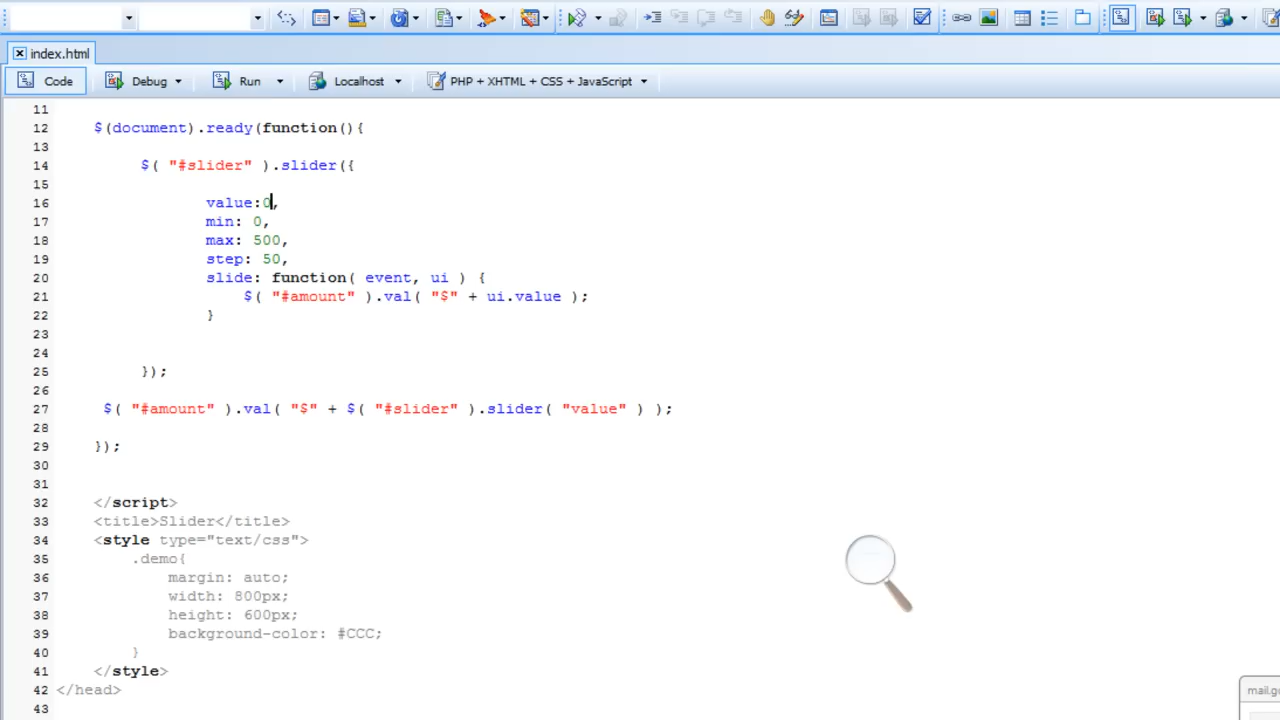 index.html
Code Debug Run Localhost PHP + XHTML + CSS + JavaScript
11
12 $(document).ready(function(){
13
14 $( "#slider" ).slider({
15
16 value:0,
17 min: 0,
18 max: 500,
19 step: 50,
20 slide: function( event, ui ) {
21 $( "#amount" ).val( "$" + ui.value );
22 }
23
24
25 });
26
27 $( "#amount" ).val( "$" + $( "#slider" ).slider( "value" ) );
28
29 });
30
31
32 </script>
33 <title>Slider</title>
34 <style type="text/css">
35 .demo{
36 margin: auto;
37 width: 800px;
38 height: 600px;
39 background-color: #CCC;
40 }
41 </style>
42 </head>
43